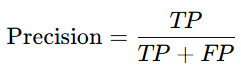 Precision = TP / (TP + FP)